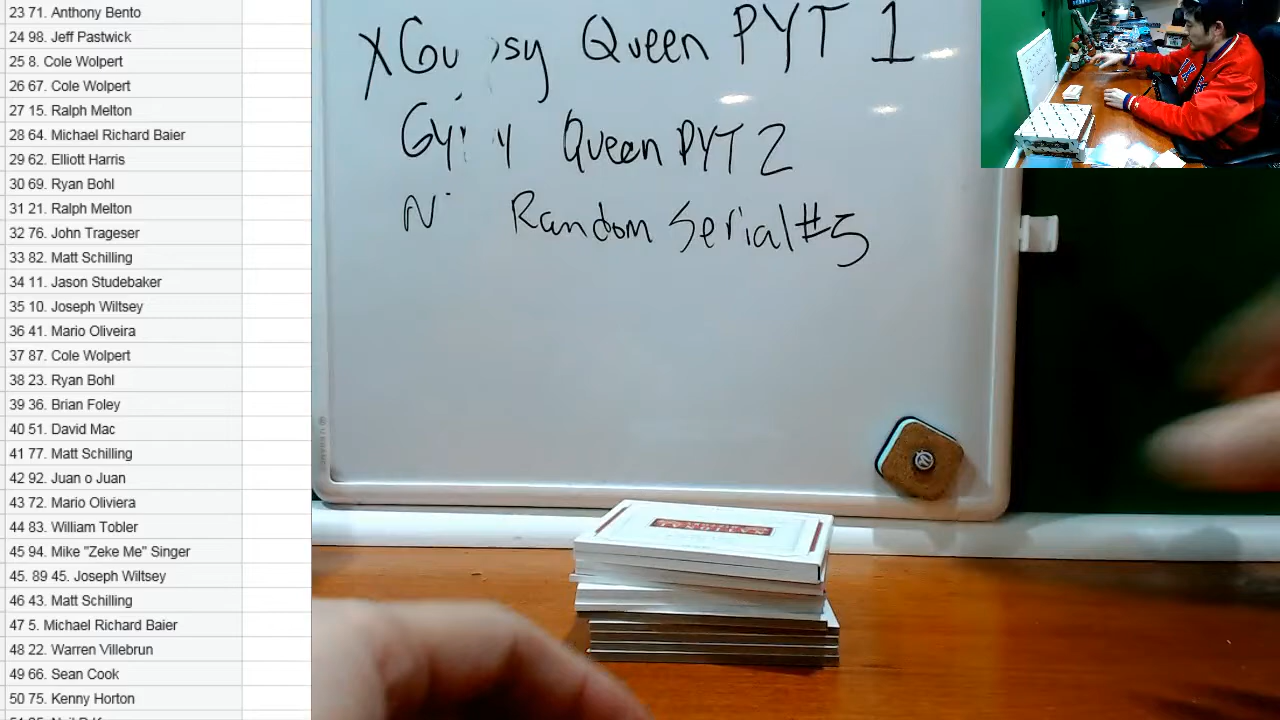 23 71. Anthony Bento
24 98. Jeff Pastwick
25 8. Cole Wolpert
26 67. Cole Wolpert
27 15. Ralph Melton
28 64. Michael Richard Baier
29 62. Elliott Harris
30 69. Ryan Bohl
31 21. Ralph Melton
32 76. John Trageser
33 82. Matt Schilling
34 11. Jason Studebaker
35 10. Joseph Wiltsey
36 41. Mario Oliveira
37 87. Cole Wolpert
38 23. Ryan Bohl
39 36. Brian Foley
40 51. David Mac
41 77. Matt Schilling
42 92. Juan o Juan
43 72. Mario Oliviera
44 83. William Tobler
45 94. Mike "Zeke Me" Singer
45. 89 45. Joseph Wiltsey
46 43. Matt Schilling
47 5. Michael Richard Baier
48 22. Warren Villebrun
49 66. Sean Cook
50 75. Kenny Horton
X Queen PYT 1
Queen PYT 2
Random Serial #5